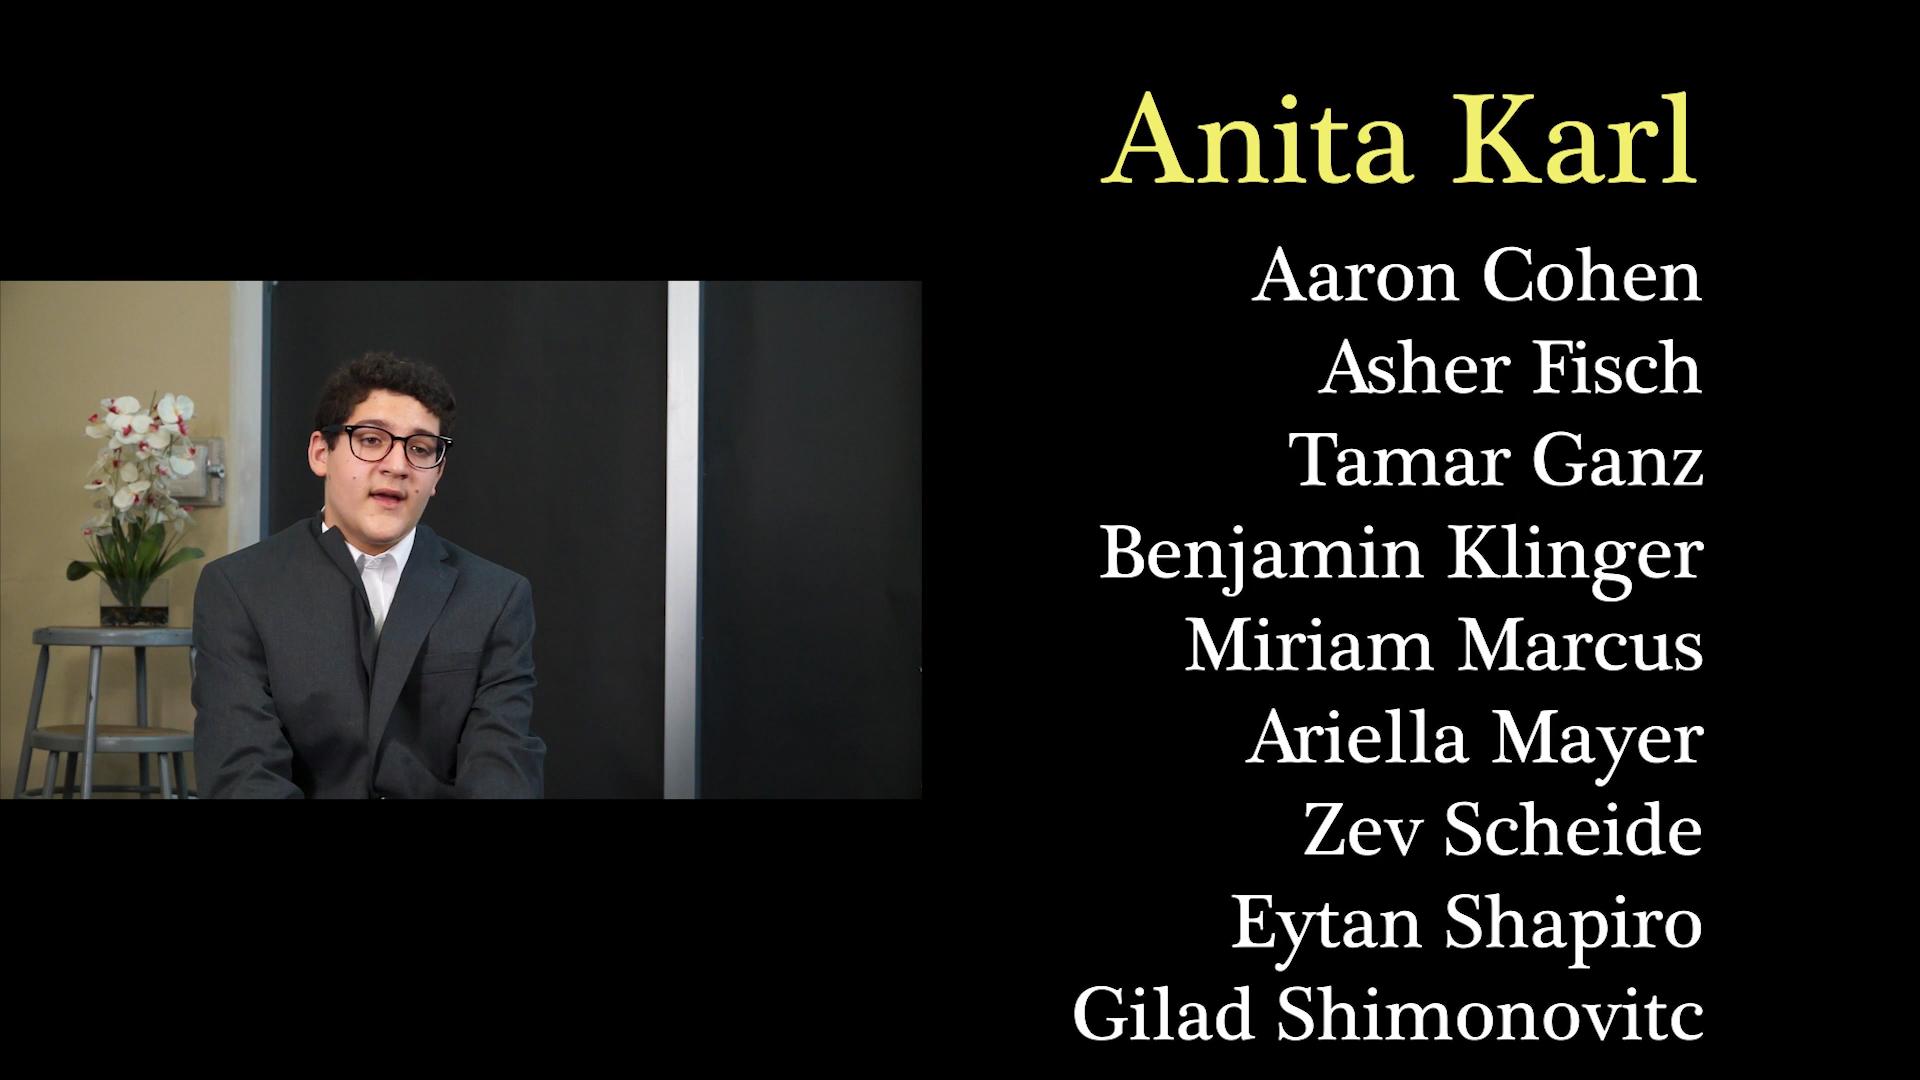 Anita Karl
Aaron Cohen
Asher Fisch
Tamar Ganz
Benjamin Klinger
Miriam Marcus
Ariella Mayer
Zev Scheide
Eytan Shapiro
Gilad Shimonovitc